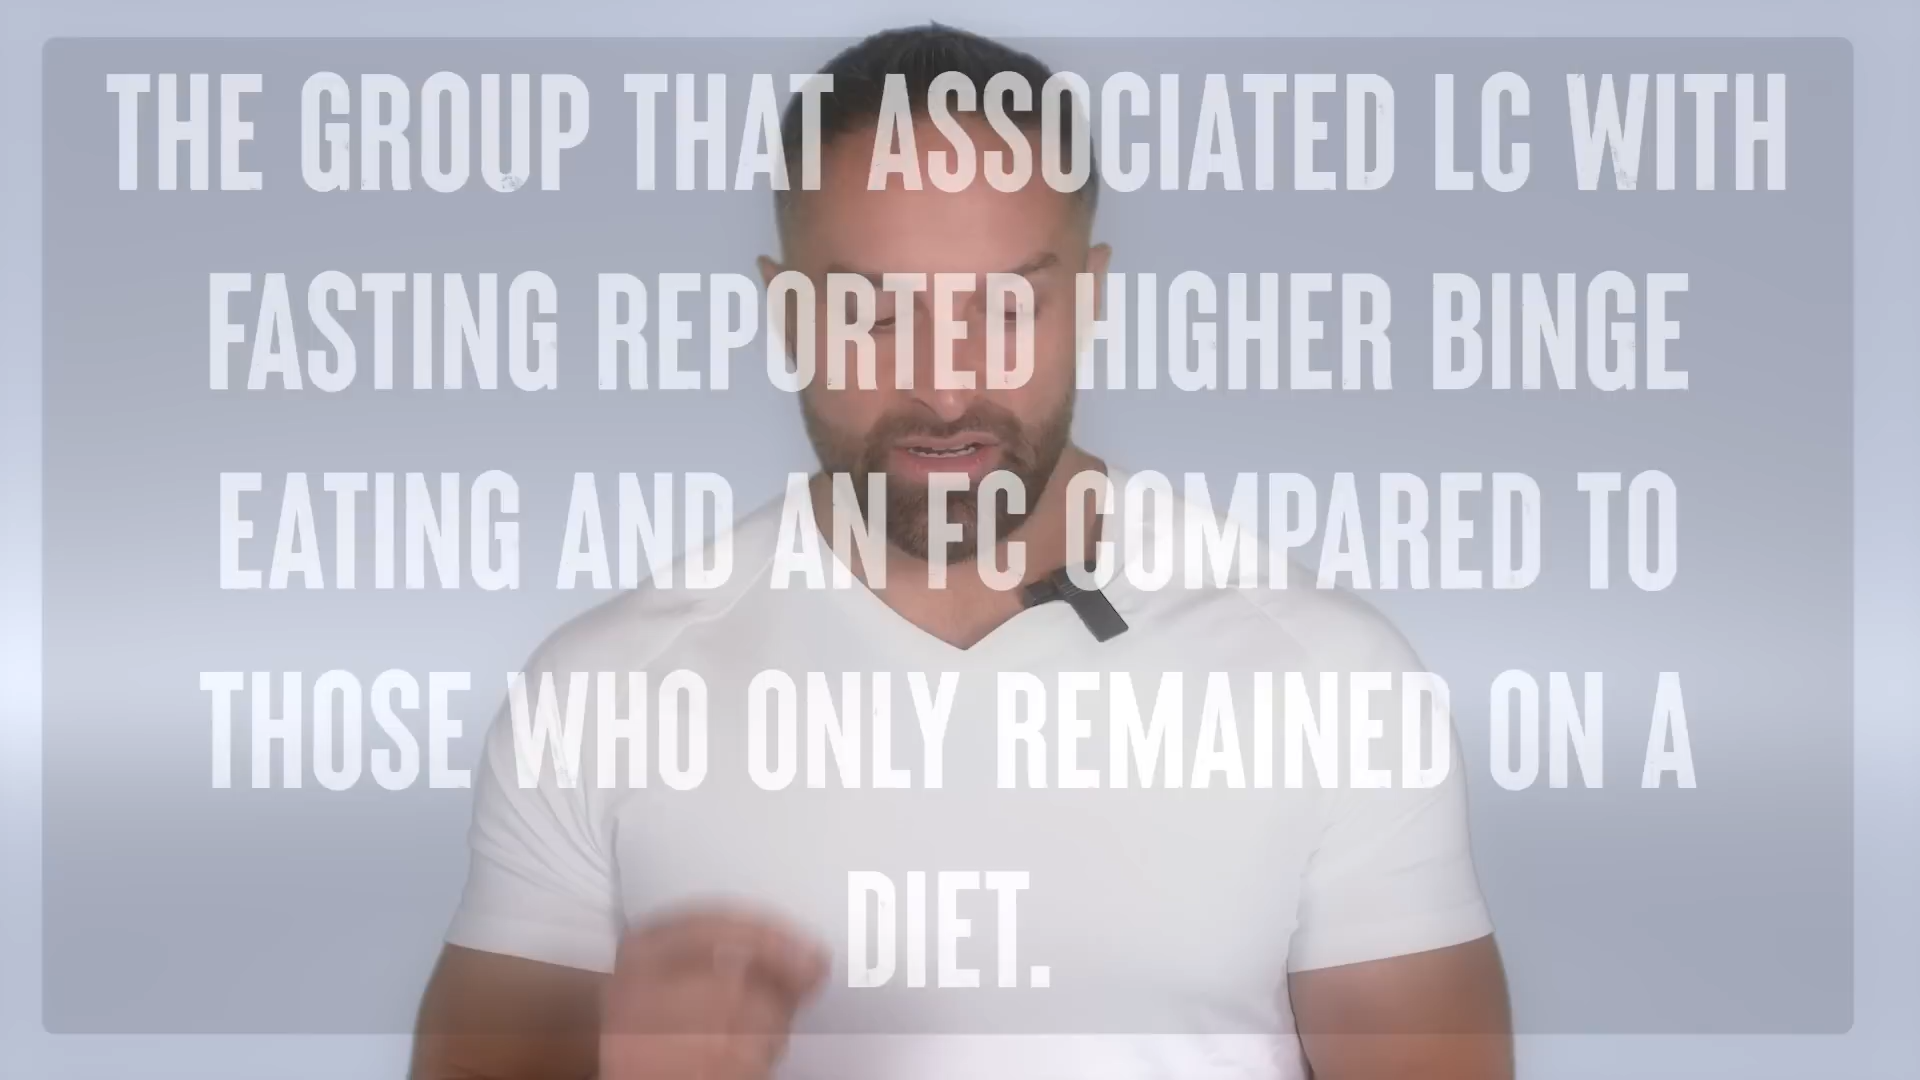 THE GROUP THAT ASSOCIATED LC WITH
FASTING REPORTED HIGHER BINGE
EATING AND AN FC COMPARED TO
THOSE WHO ONLY REMAINED ON A
DIET.